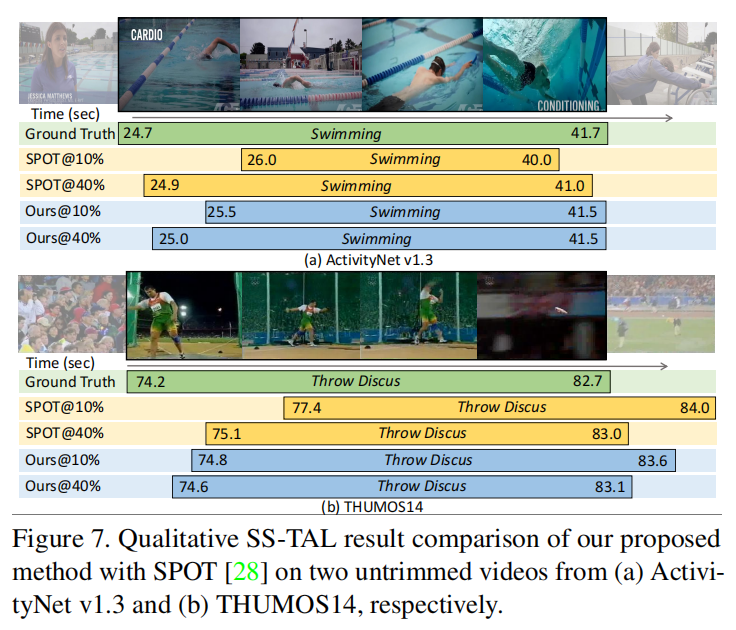 CARDIO
JESSICA MATTHEWS
CONDITIONING
Time (sec)
Ground Truth 24.7 Swimming 41.7
SPOT@10% 26.0 Swimming 40.0
SPOT@40% 24.9 Swimming 41.0
Ours@10% 25.5 Swimming 41.5
Ours@40% 25.0 Swimming 41.5
(a) ActivityNet v1.3
Time (sec)
Ground Truth 74.2 Throw Discus 82.7
SPOT@10% 77.4 Throw Discus 84.0
SPOT@40% 75.1 Throw Discus 83.0
Ours@10% 74.8 Throw Discus 83.6
Ours@40% 74.6 Throw Discus 83.1
(b) THUMOS14
Figure 7. Qualitative SS-TAL result comparison of our proposed
method with SPOT [28] on two untrimmed videos from (a) Activi-
tyNet v1.3 and (b) THUMOS14, respectively.